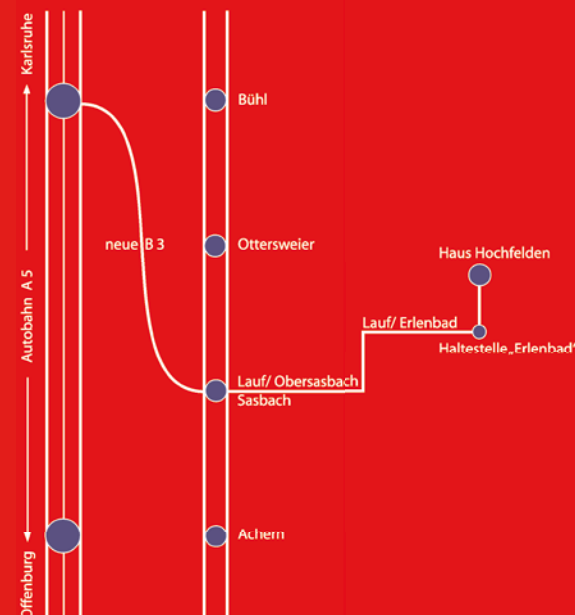 Karlsruhe
Autobahn A 5
Offenburg
neue B 3
Bühl
Ottersweier
Lauf/ Obersasbach
Sasbach
Achern
Lauf/ Erlenbad
Haus Hochfelden
Haltestelle„Erlenbad“